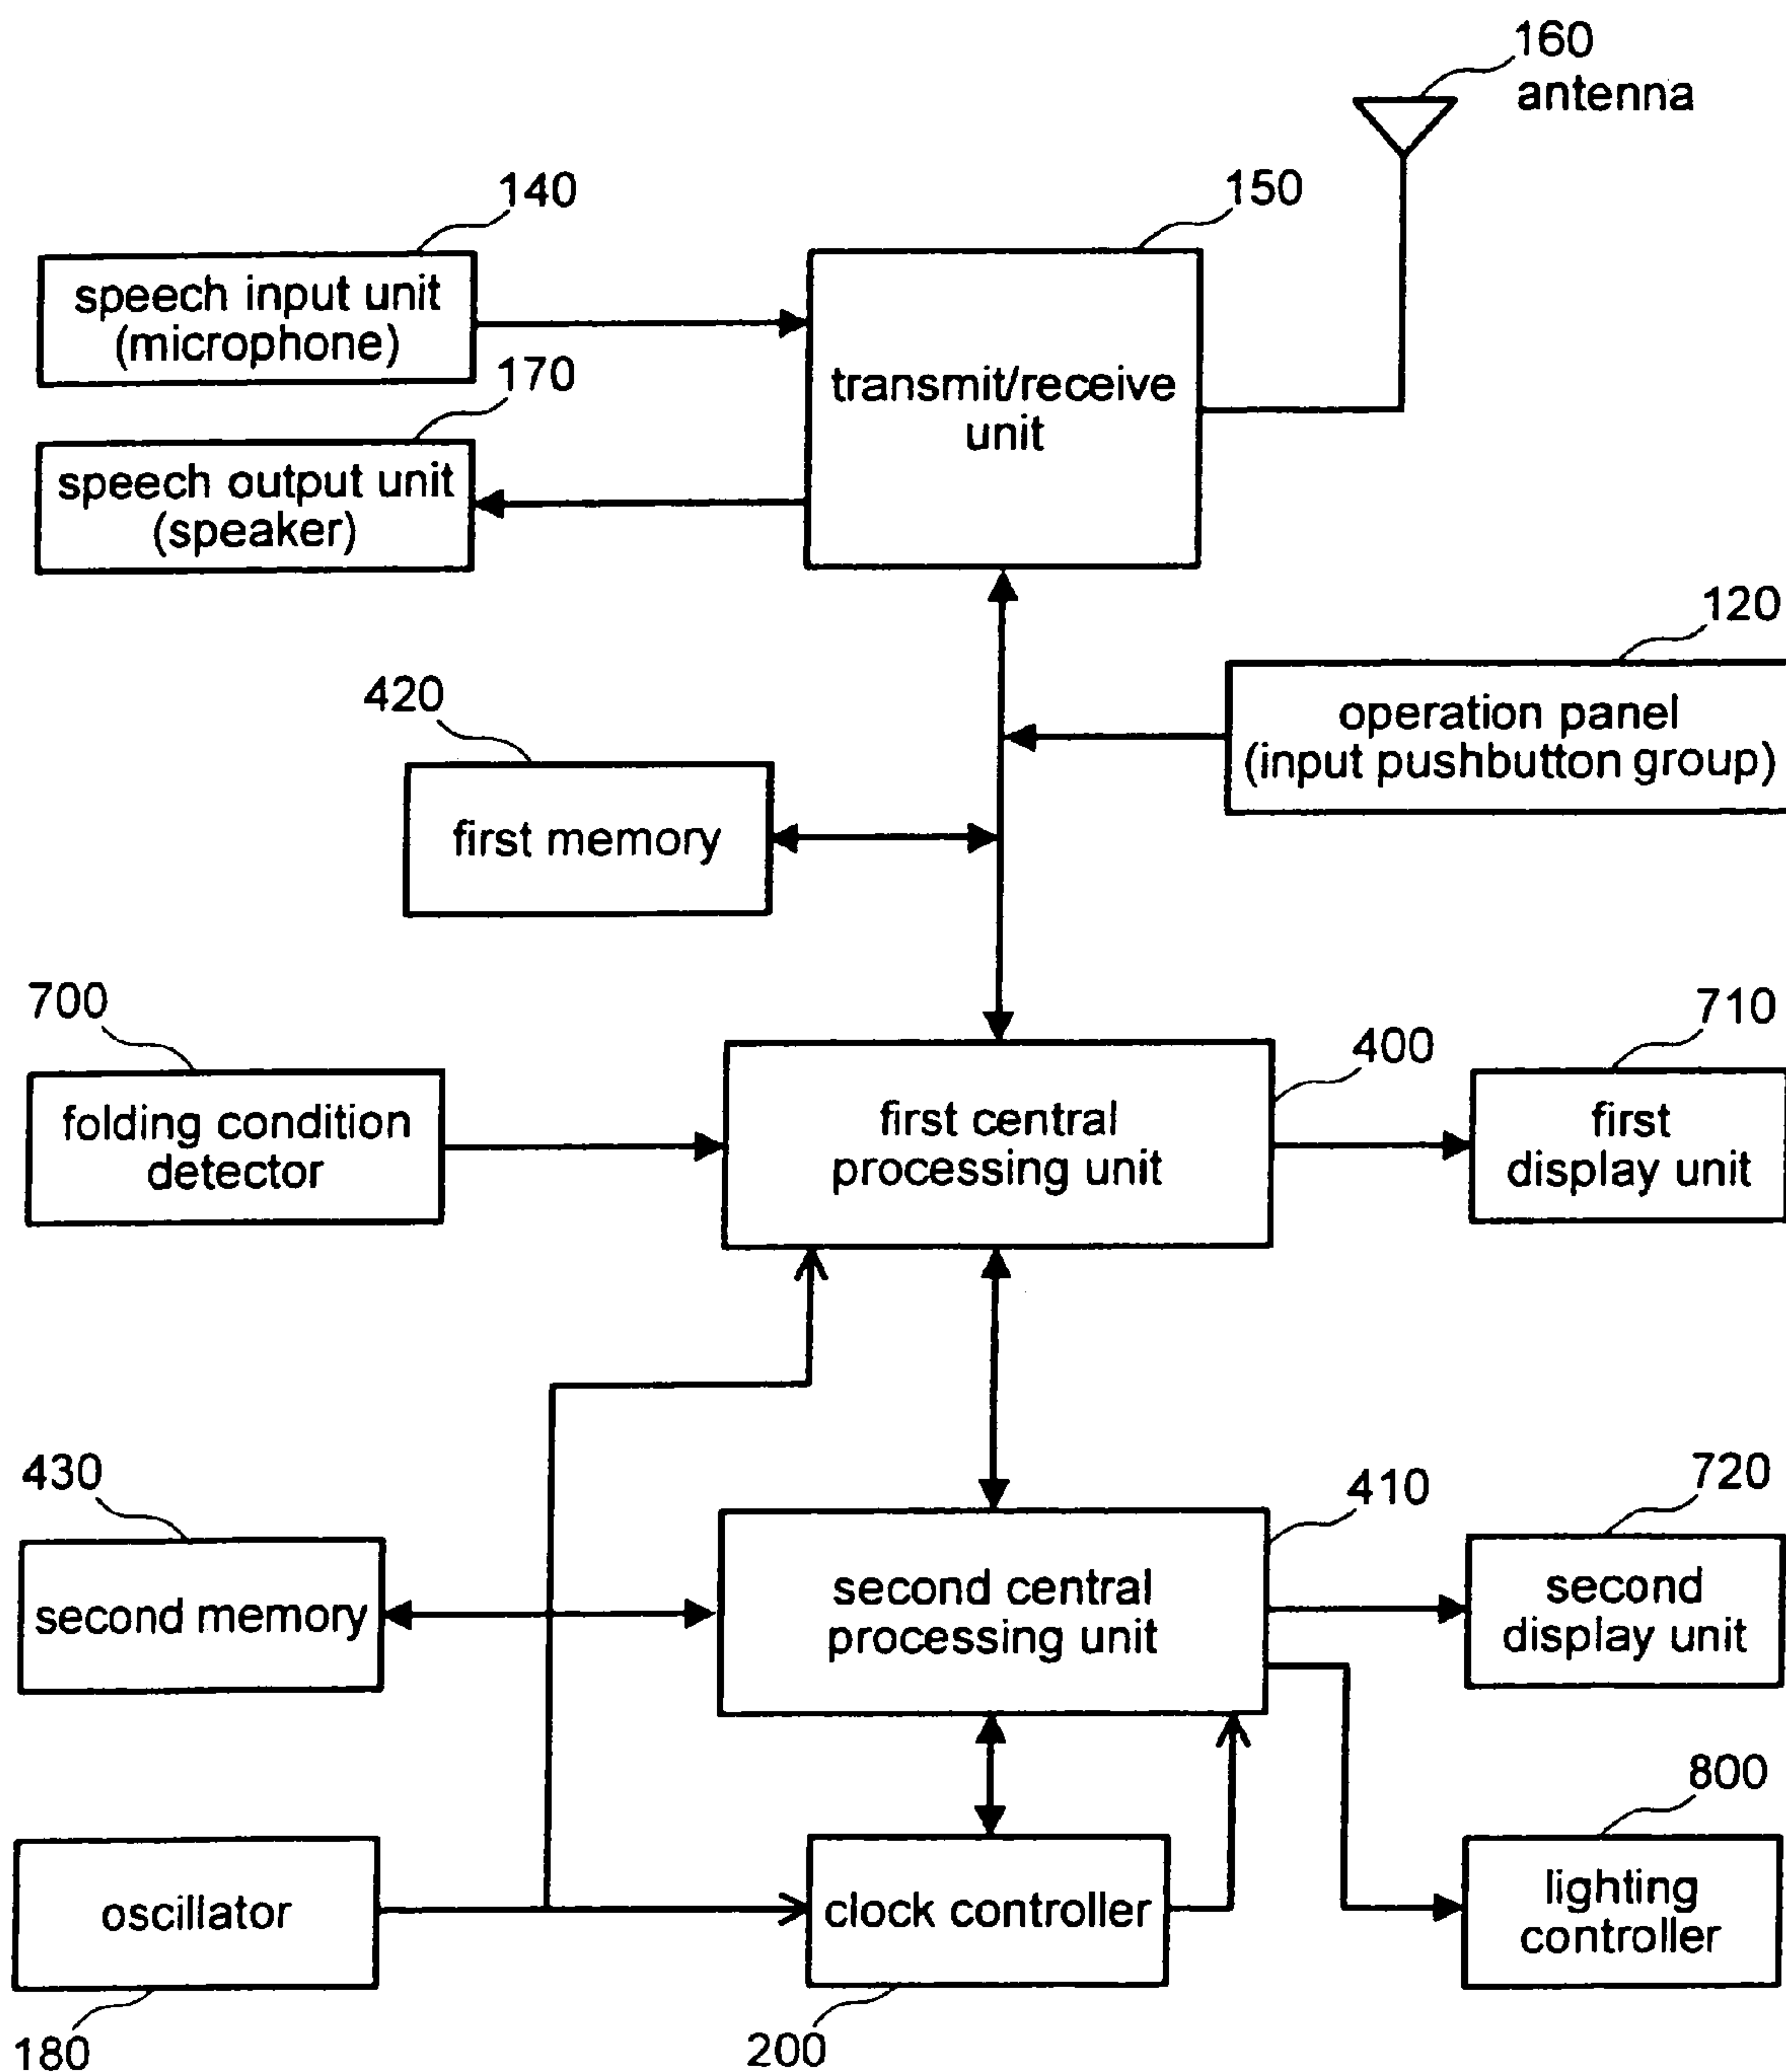 160
antenna
140
150
speech input unit
(microphone)
170
transmit/receive
unit
speech output unit
(speaker)
120
420
operation panel
(input pushbutton group)
first memory
700
710
400
folding condition
detector
first central
processing unit
first
display unit
430
410
720
second memory
second central
processing unit
second
display unit
800
oscillator
clock controller
lighting
controller
180
200